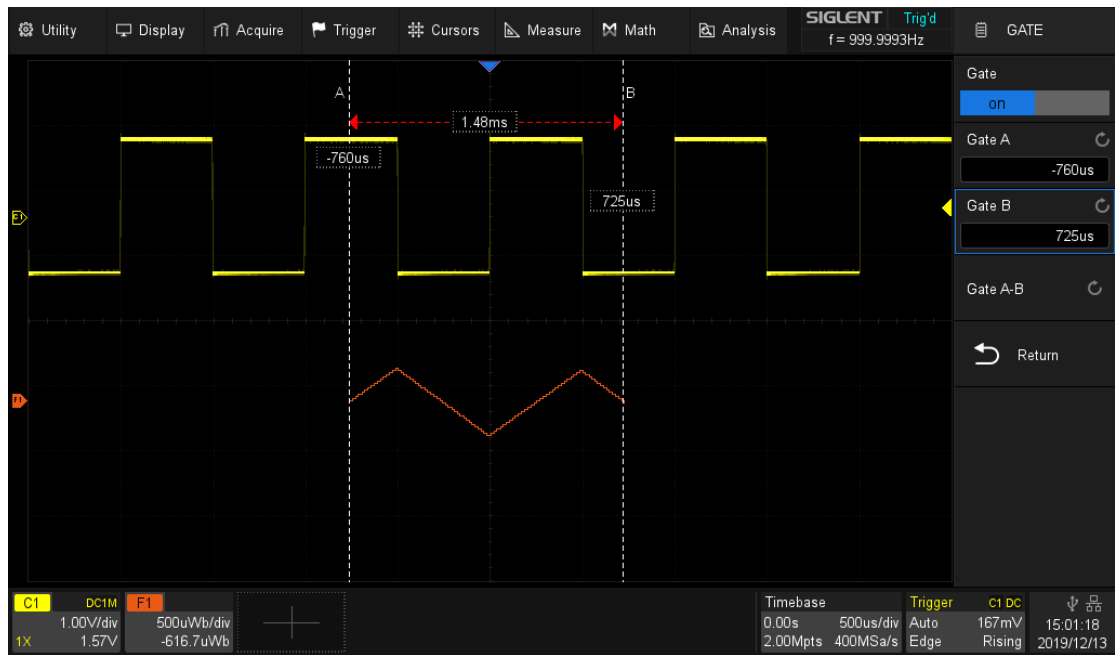 Utility Display Acquire Trigger Cursors Measure Math Analysis
SIGLENT Trig'd
f = 999.9993Hz
GATE
Gate
on
Gate A
-760us
Gate B
725us
Gate A-B
Return
A B
1.48ms
-760us
725us
C1
F1
C1 DC1M
1.00V/div
1X 1.57V
F1
500uWb/div
-616.7uWb
Timebase
0.00s 500us/div
2.00Mpts 400MSa/s
Trigger C1 DC
Auto 167mV
Edge Rising
15:01:18
2019/12/13